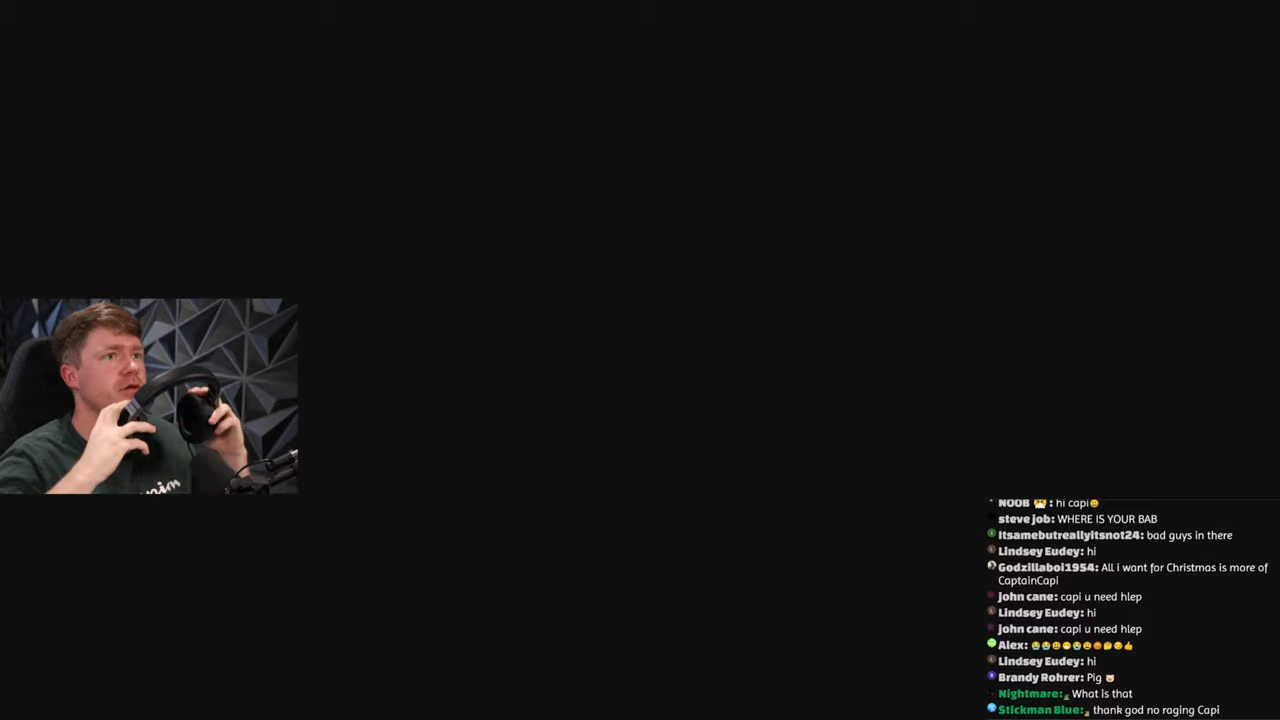 NOOB 😤 : hi capi😀
steve job: WHERE IS YOUR BAB
Itsamebutreallyitsnot24: bad guys in there
Lindsey Eudey: hi
Godzillaboi1954: All i want for Christmas is more of
CaptainCapi
john cane: capi u need hlep
Lindsey Eudey: hi
john cane: capi u need hlep
Alex: 😭😭😃😁😭😩😡🤔😏👍
Lindsey Eudey: hi
Brandy Rohrer: Pig 🐷
Nightmare: What is that
Stickman Blue: thank god no raging Capi